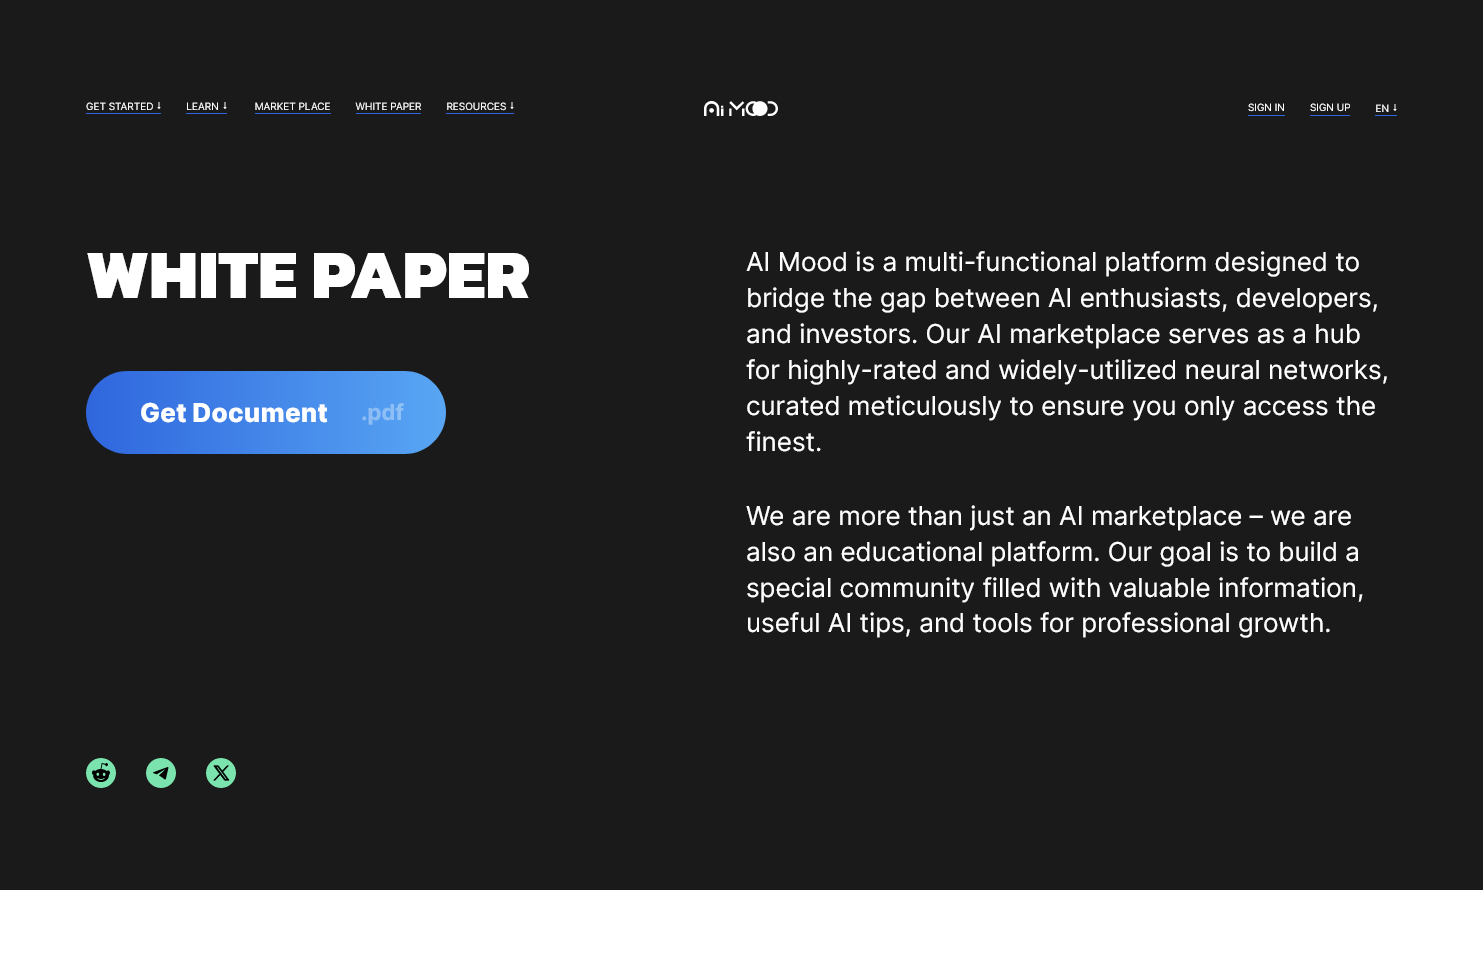 GET STARTED ↓
LEARN ↓
MARKET PLACE
WHITE PAPER
RESOURCES ↓
Ai MOOD
SIGN IN
SIGN UP
EN ↓
WHITE PAPER
Get Document .pdf
AI Mood is a multi-functional platform designed to
bridge the gap between AI enthusiasts, developers,
and investors. Our AI marketplace serves as a hub
for highly-rated and widely-utilized neural networks,
curated meticulously to ensure you only access the
finest.
We are more than just an AI marketplace – we are
also an educational platform. Our goal is to build a
special community filled with valuable information,
useful AI tips, and tools for professional growth.